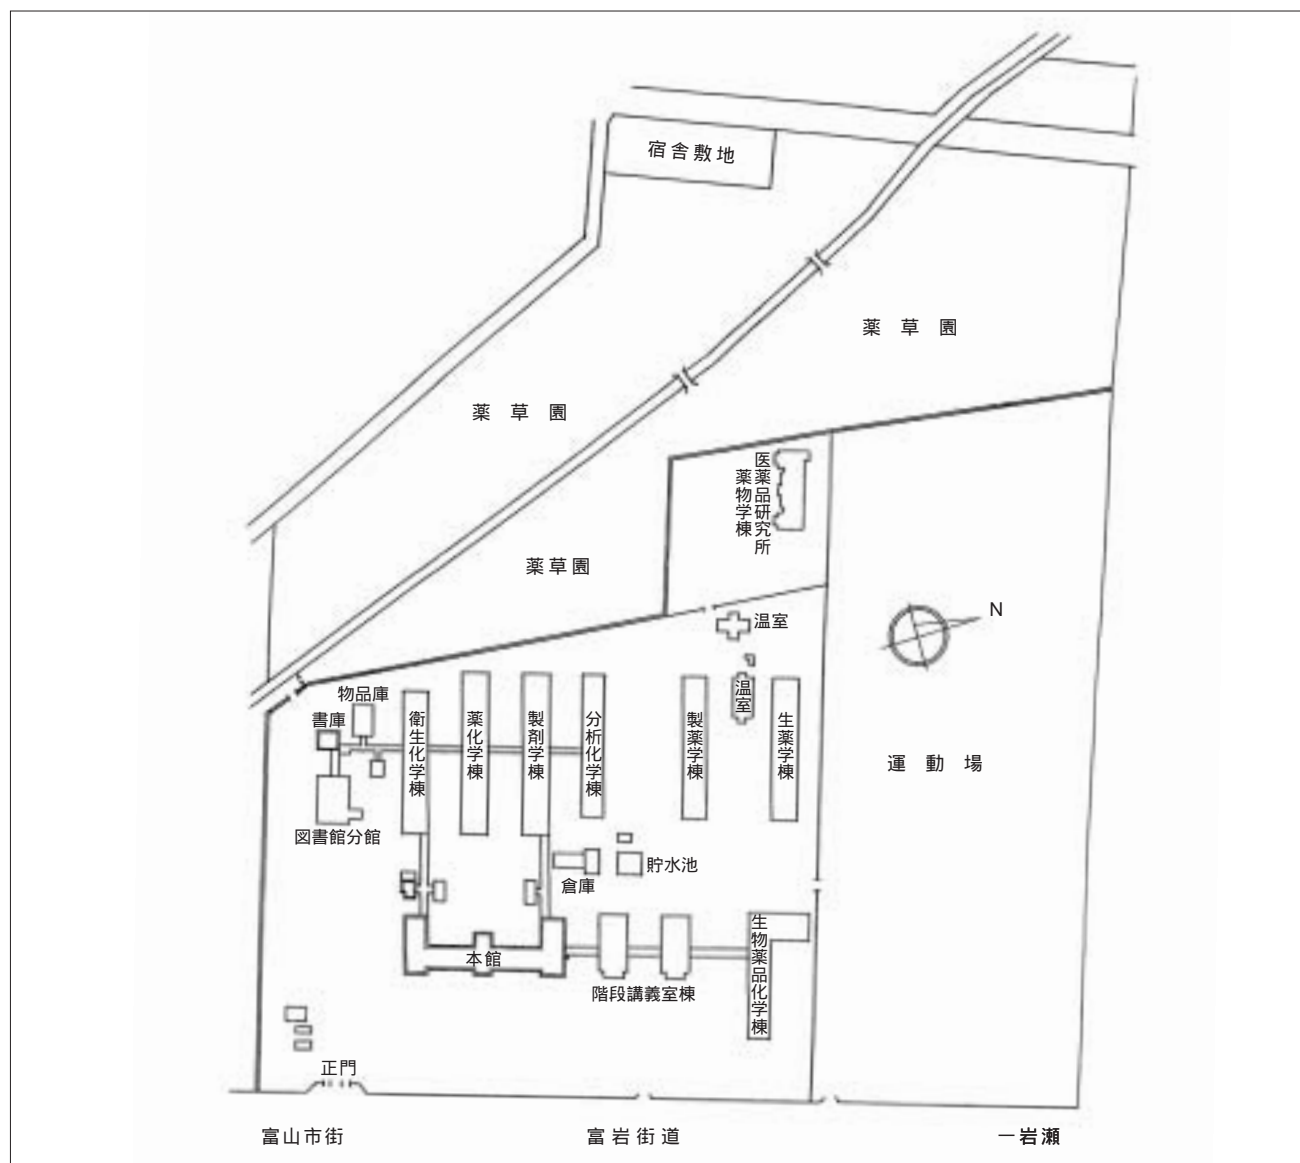 宿舎敷地
薬草園
薬草園
医薬品研究所
薬物学棟
薬草園
N
温室
物品庫
書庫
衛生化学棟
薬化学棟
製剤学棟
分析化学棟
製薬学棟
温室
生薬学棟
運動場
図書館分館
倉庫
貯水池
本館
生物薬品化学棟
階段講義室棟
正門
富山市街
富岩街道
一岩瀬